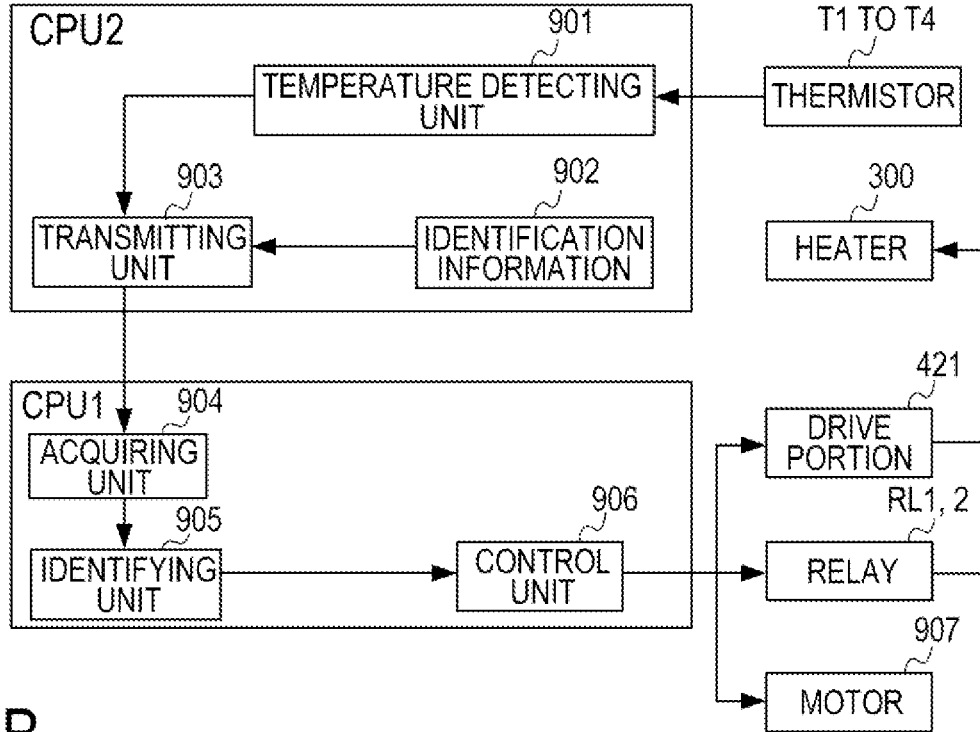 CPU2
901
TEMPERATURE DETECTING
UNIT
T1 TO T4
THERMISTOR
903
TRANSMITTING
UNIT
902
IDENTIFICATION
INFORMATION
300
HEATER
CPU1
904
ACQUIRING
UNIT
905
IDENTIFYING
UNIT
906
CONTROL
UNIT
421
DRIVE
PORTION
RL1, 2
RELAY
907
MOTOR